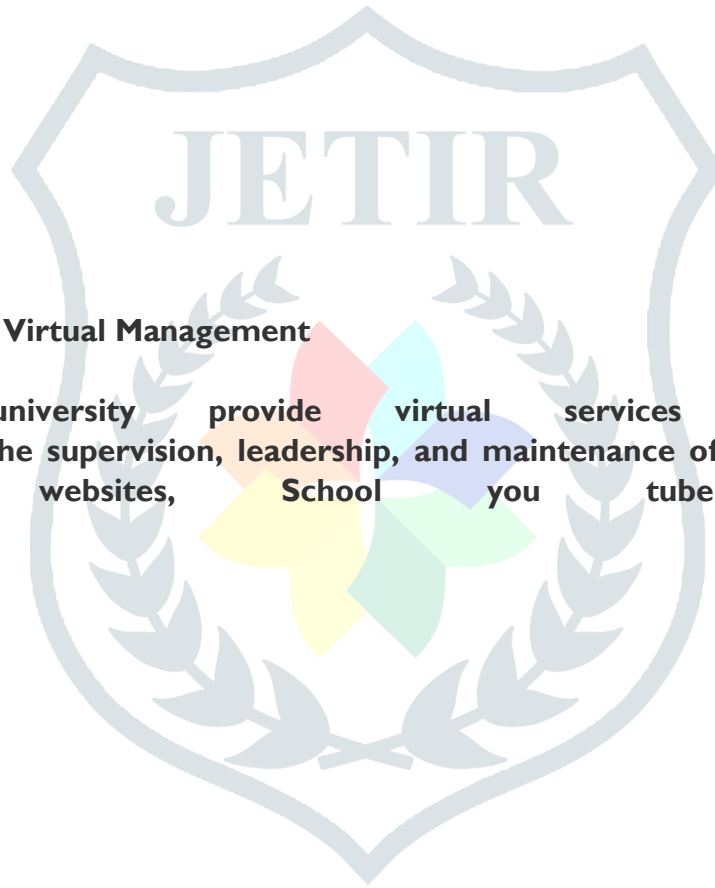 JETIR
Virtual Management
university provide virtual services
he supervision, leadership, and maintenance of
websites, School you tube